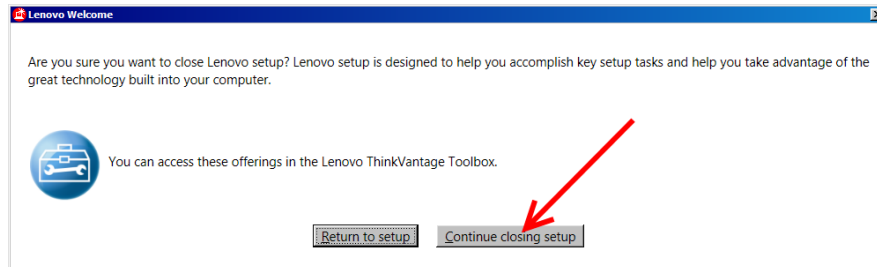 Lenovo Welcome
Are you sure you want to close Lenovo setup? Lenovo setup is designed to help you accomplish key setup tasks and help you take advantage of the
great technology built into your computer.
You can access these offerings in the Lenovo ThinkVantage Toolbox.
Return to setup Continue closing setup